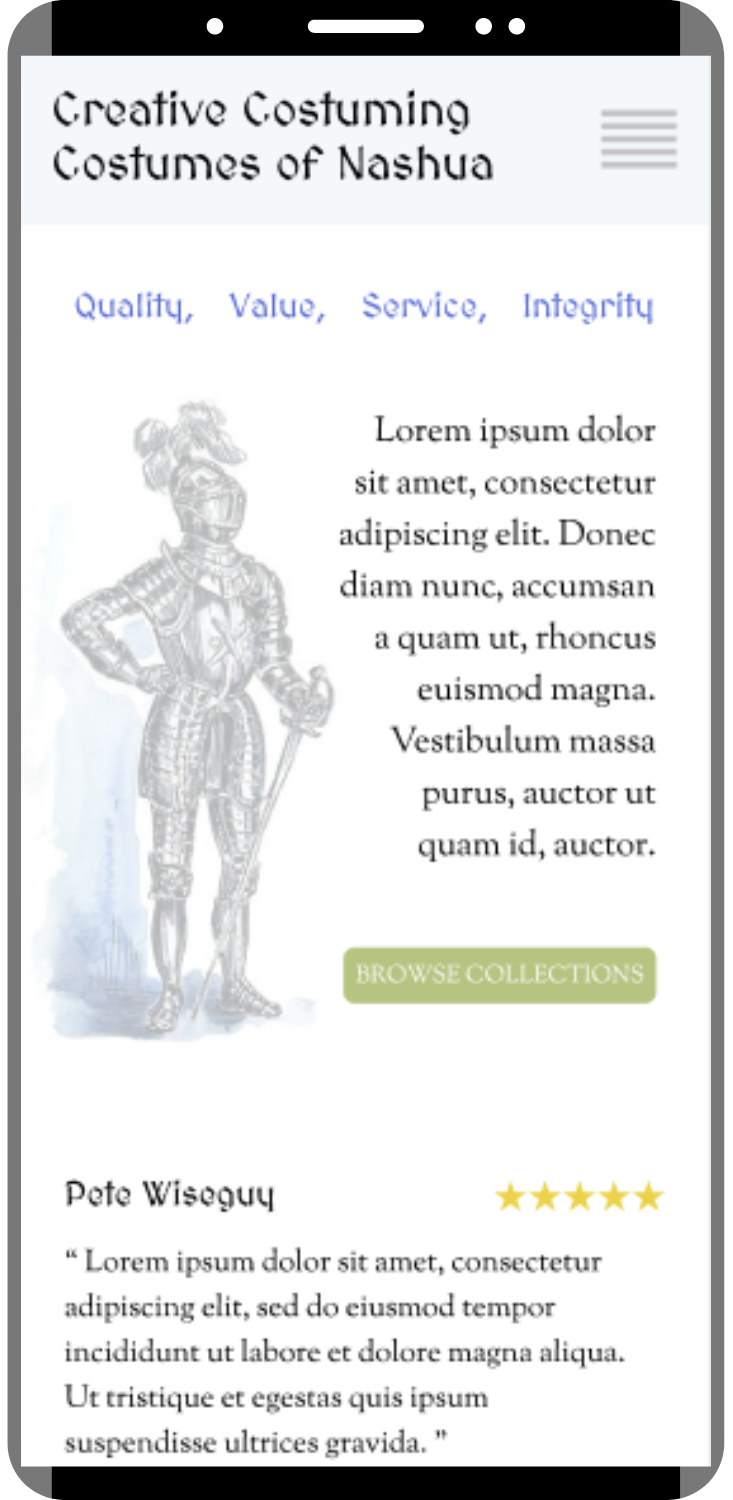 Creative Costuming
Costumes of Nashua
Quality, Value, Service, Integrity
Lorem ipsum dolor
sit amet, consectetur
adipiscing elit. Donec
diam nunc, accumsan
a quam ut, rhoncus
euismod magna.
Vestibulum massa
purus, auctor ut
quam id, auctor.
BROWSE COLLECTIONS
Pete Wiseguy
“ Lorem ipsum dolor sit amet, consectetur
adipiscing elit, sed do eiusmod tempor
incididunt ut labore et dolore magna aliqua.
Ut tristique et egestas quis ipsum
suspendisse ultrices gravida. ”